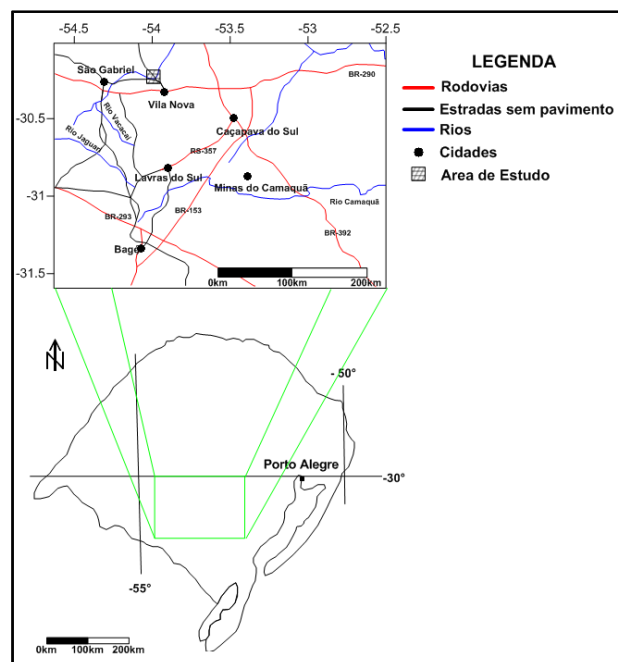 -54.5 -54 -53.5 -53 -52.5
São Gabriel
BR-290
Vila Nova
-30.5
Rio Vacacaí
Caçapava do Sul
Rio Jaguari
RS-357
Lavras do Sul
Minas do Camaquã
-31
Rio Camaquã
BR-293
BR-153
BR-392
Bagé
-31.5
0km 100km 200km
LEGENDA
Rodovias
Estradas sem pavimento
Rios
Cidades
Area de Estudo
N
- 50°
Porto Alegre
-30°
-55°
0km 100km 200km